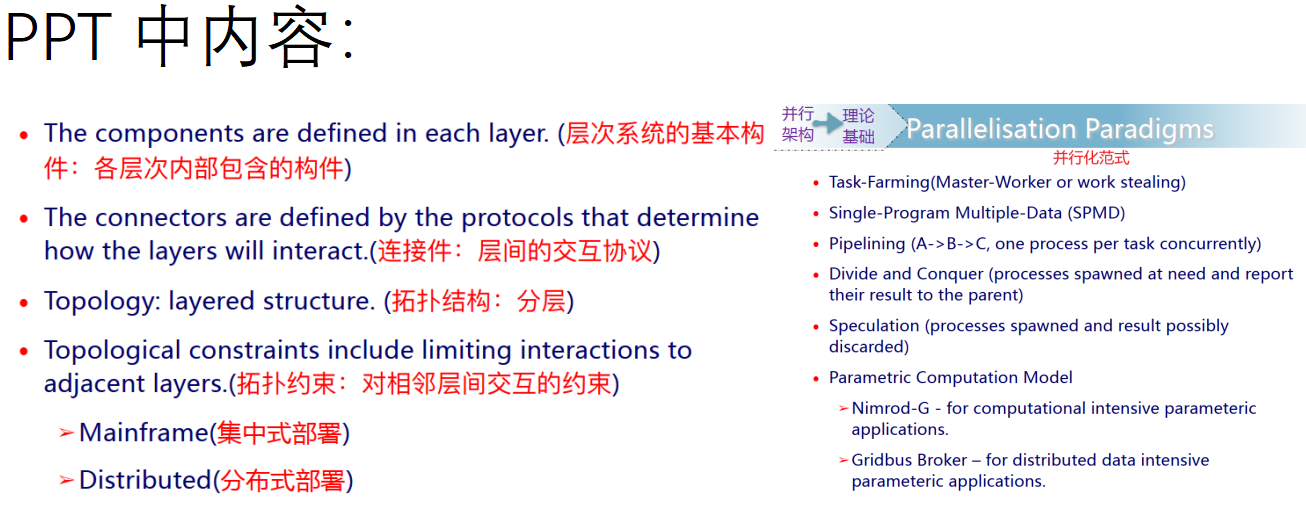 PPT 中内容：
• The components are defined in each layer. (层次系统的基本构
件：各层次内部包含的构件)
• The connectors are defined by the protocols that determine
how the layers will interact.(连接件：层间的交互协议)
• Topology: layered structure. (拓扑结构：分层)
• Topological constraints include limiting interactions to
adjacent layers.(拓扑约束：对相邻层间交互的约束)
➢Mainframe(集中式部署)
➢Distributed(分布式部署)
并行
架构
理论
基础
Parallelisation Paradigms
并行化范式
• Task-Farming(Master-Worker or work stealing)
• Single-Program Multiple-Data (SPMD)
• Pipelining (A->B->C, one process per task concurrently)
• Divide and Conquer (processes spawned at need and report
their result to the parent)
• Speculation (processes spawned and result possibly
discarded)
• Parametric Computation Model
➢Nimrod-G - for computational intensive parameteric
applications.
➢Gridbus Broker – for distributed data intensive
parameteric applications.